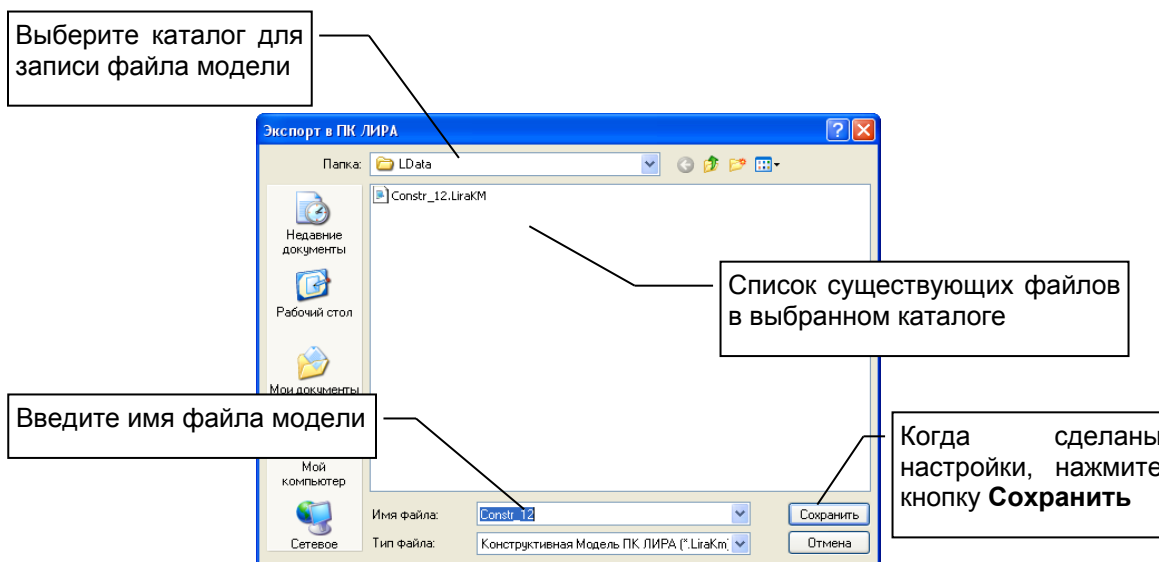 Выберите каталог для
записи файла модели
Экспорт в ПК ЛИРА
Папка:
LData
Constr_12.LiraKM
Недавние
документы
Рабочий стол
Список существующих файлов
в выбранном каталоге
Мои документы
Введите имя файла модели
Мой
компьютер
Когда сделаны
настройки, нажмите
кнопку Сохранить
Имя файла:
Constr_12
Сохранить
Сетевое
Тип файла:
Конструктивная Модель ПК ЛИРА (*.LiraKm)
Отмена